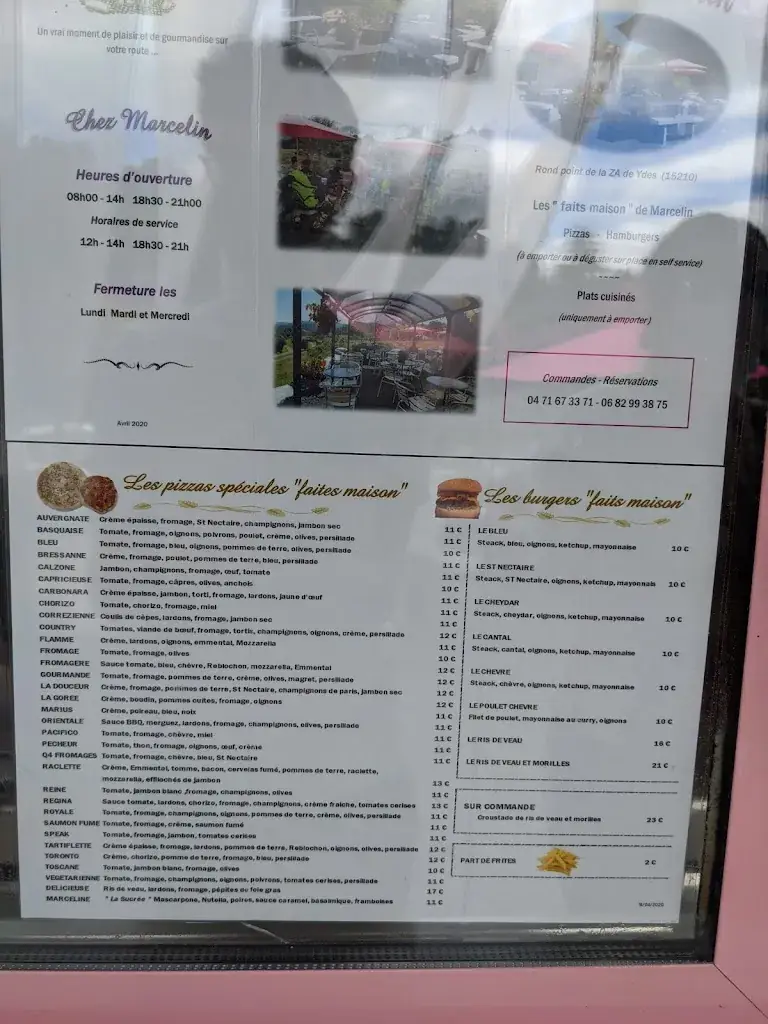 Un vrai moment de plaisir et de gourmandise sur
votre route ...
Chez Marcelin
Heures d'ouverture
08h00 - 14h 18h30 - 21h00
Horaires de service
12h - 14h 18h30 - 21h
Fermeture les
Lundi Mardi et Mercredi
Avril 2020
Rond point de la ZA de Ydes (15210)
Les " faits maison " de Marcelin
Pizzas - Hamburgers
(à emporter ou à déguster sur place en self service)
Plats cuisinés
(uniquement à emporter)
Commandes - Réservations
04 71 67 33 71 - 06 82 99 38 75
Les pizzas spéciales "faites maison"
AUVERGNATE Crème épaisse, fromage, St Nectaire, champignons, jambon sec 11 €
BASQUAISE Tomate, fromage, oignons, poivrons, poulet, crème, olives, persillade 11 €
BLEU Tomate, fromage, bleu, oignons, pommes de terre, olives, persillade 10 €
BRESSANNE Crème, fromage, poulet, pommes de terre, bleu, persillade 11 €
CALZONE Jambon, champignons, fromage, œuf, tomate 11 €
CAPRICIEUSE Tomate, fromage, câpres, olives, anchois 10 €
CARBONARA Crème épaisse, jambon, torti, fromage, lardons, jaune d'œuf 11 €
CHORIZO Tomate, chorizo, fromage, miel 11 €
CORREZIENNE Coulis de cèpes, lardons, fromage, jambon sec 11 €
COUNTRY Tomates, viande de bœuf, fromage, tortis, champignons, oignons, crème, persillade 12 €
FLAMME Crème, lardons, oignons, emmental, Mozzarella 11 €
FROMAGE Tomate, fromage, olives 10 €
FROMAGERE Sauce tomate, bleu, chèvre, Reblochon, mozzarella, Emmental 12 €
GOURMANDE Tomate, fromage, pommes de terre, crème, olives, magret, persillade 12 €
LA DOUCEUR Crème, fromage, pommes de terre, St Nectaire, champignons de paris, jambon sec 12 €
LA GOREE Crème, boudin, pommes cuites, fromage, oignons 12 €
MARIUS Crème, poireau, bleu, noix 11 €
ORIENTALE Sauce BBQ, merguez, lardons, fromage, champignons, olives, persillade 11 €
PACIFICO Tomate, fromage, chèvre, miel 11 €
PECHEUR Tomate, thon, fromage, oignons, œuf, crème 11 €
Q4 FROMAGES Tomate, fromage, chèvre, bleu, St Nectaire 11 €
RACLETTE Crème, Emmental, tomme, bacon, cervelas fumé, pommes de terre, raclette,
mozzarella, effilochés de jambon 13 €
REINE Tomate, jambon blanc ,fromage, champignons, olives 11 €
REGINA Sauce tomate, lardons, chorizo, fromage, champignons, crème fraîche, tomates cerises 13 €
ROYALE Tomate, fromage, champignons, oignons, pommes de terre, crème, olives, persillade 11 €
SAUMON FUME Tomate, fromage, crème, saumon fumé 11 €
SPEAK Tomate, fromage, jambon, tomates cerises 11 €
TARTIFLETTE Crème épaisse, fromage, lardons, pommes de terre, Reblochon, oignons, olives, persillade 12 €
TORONTO Crème, chorizo, pomme de terre, fromage, bleu, persillade 12 €
TOSCANE Tomate, jambon blanc, fromage, olives 10 €
VEGETARIENNE Tomate, fromage, champignons, oignons, poivrons, tomates cerises, persillade 11 €
DELICIEUSE Ris de veau, lardons, fromage, pépites de foie gras 17 €
MARCELINE " La Sucrée " Mascarpone, Nutella, poires, sauce caramel, basalmique, framboises 11 €
Les burgers "faits maison"
LE BLEU
Steack, bleu, oignons, ketchup, mayonnaise 10 €
LE ST NECTAIRE
Steack, ST Nectaire, oignons, ketchup, mayonnais 10 €
LE CHEYDAR
Steack, cheydar, oignons, ketchup, mayonnaise 10 €
LE CANTAL
Steack, cantal, oignons, ketchup, mayonnaise 10 €
LE CHEVRE
Steack, chèvre, oignons, ketchup, mayonnaise 10 €
LE POULET CHEVRE
Filet de poulet, mayonnaise au curry, oignons 10 €
LE RIS DE VEAU 16 €
LE RIS DE VEAU ET MORILLES 21 €
SUR COMMANDE
Croustade de ris de veau et morilles 23 €
PART DE FRITES 2 €